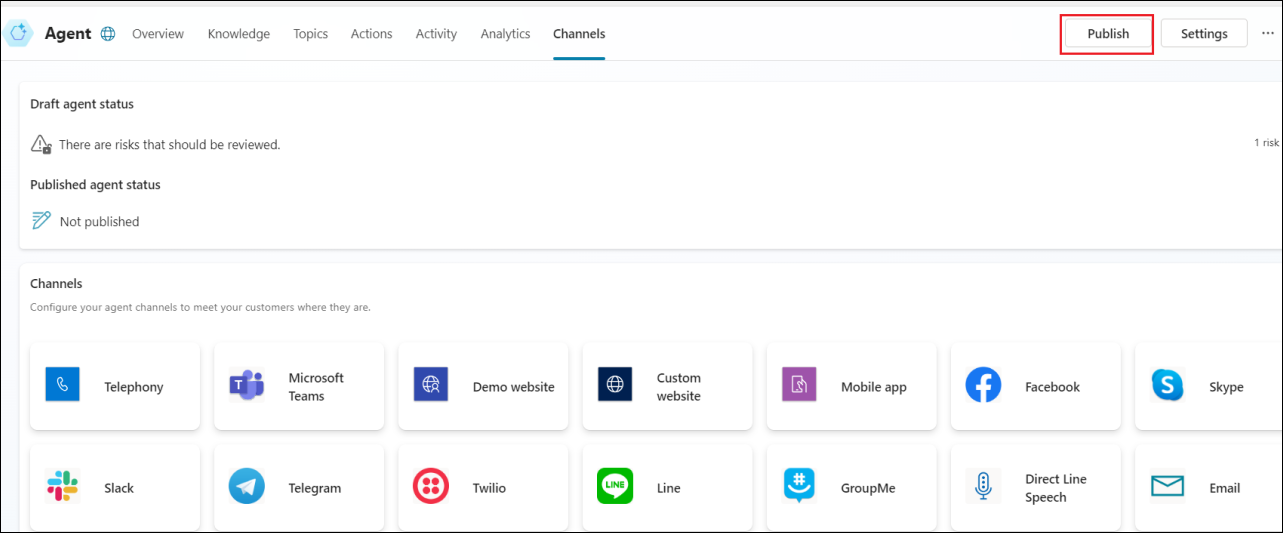 Agent Overview Knowledge Topics Actions Activity Analytics Channels Publish Settings ...
Draft agent status
There are risks that should be reviewed. 1 risk
Published agent status
Not published
Channels
Configure your agent channels to meet your customers where they are.
Telephony
Microsoft
Teams
Demo website
Custom
website
Mobile app
Facebook
Skype
Slack
Telegram
Twilio
LINE
Line
GroupMe
Direct Line
Speech
Email